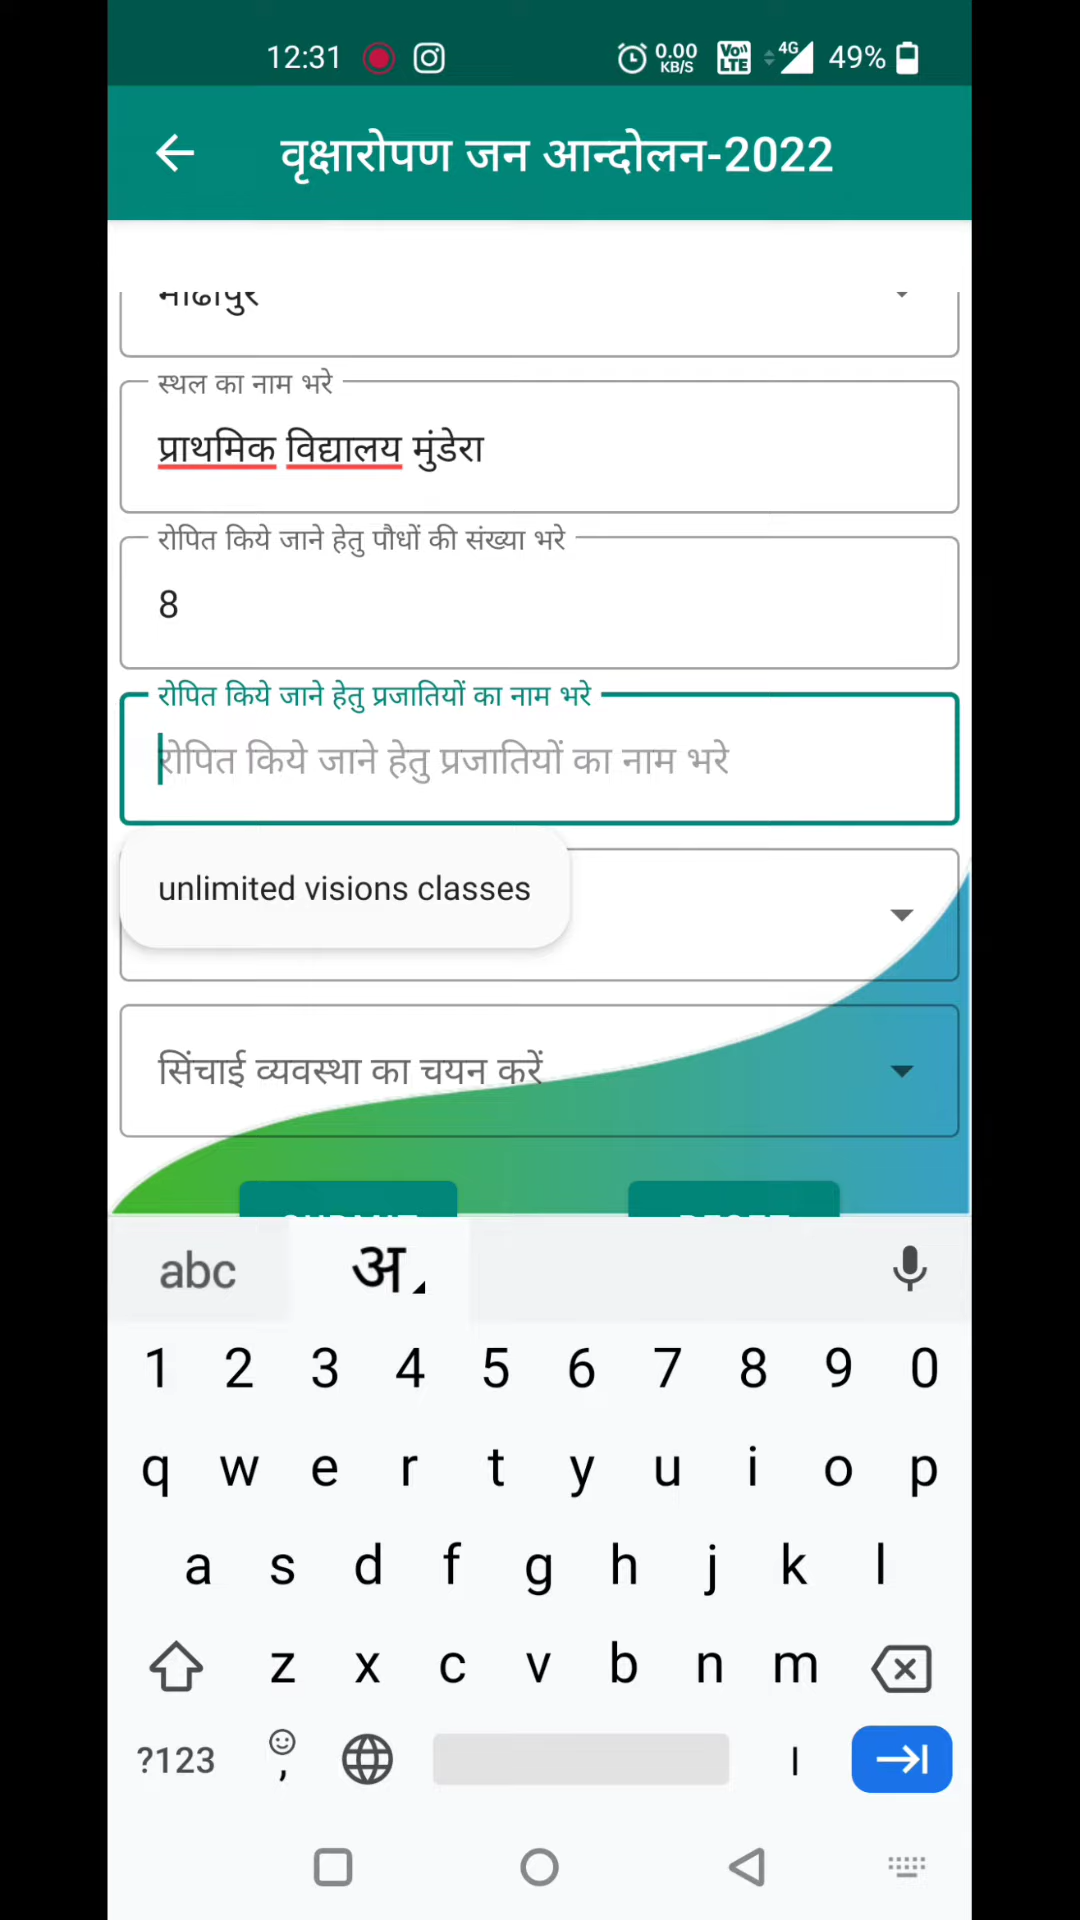 12:31 0.00 KB/S VoLTE 4G 49%
वृक्षारोपण जन आन्दोलन-2022
स्थल का नाम भरे
प्राथमिक विद्यालय मुंडेरा
रोपित किये जाने हेतु पौधों की संख्या भरे
8
रोपित किये जाने हेतु प्रजातियों का नाम भरे
रोपित किये जाने हेतु प्रजातियों का नाम भरे
unlimited visions classes
सिंचाई व्यवस्था का चयन करें
abc अ
1 2 3 4 5 6 7 8 9 0
q w e r t y u i o p
a s d f g h j k l
z x c v b n m
?123 , ।